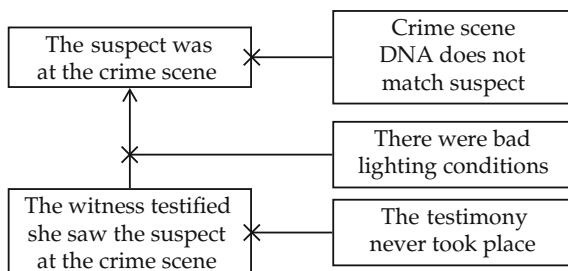 The suspect was
at the crime scene
Crime scene
DNA does not
match suspect
There were bad
lighting conditions
The witness testified
she saw the suspect
at the crime scene
The testimony
never took place